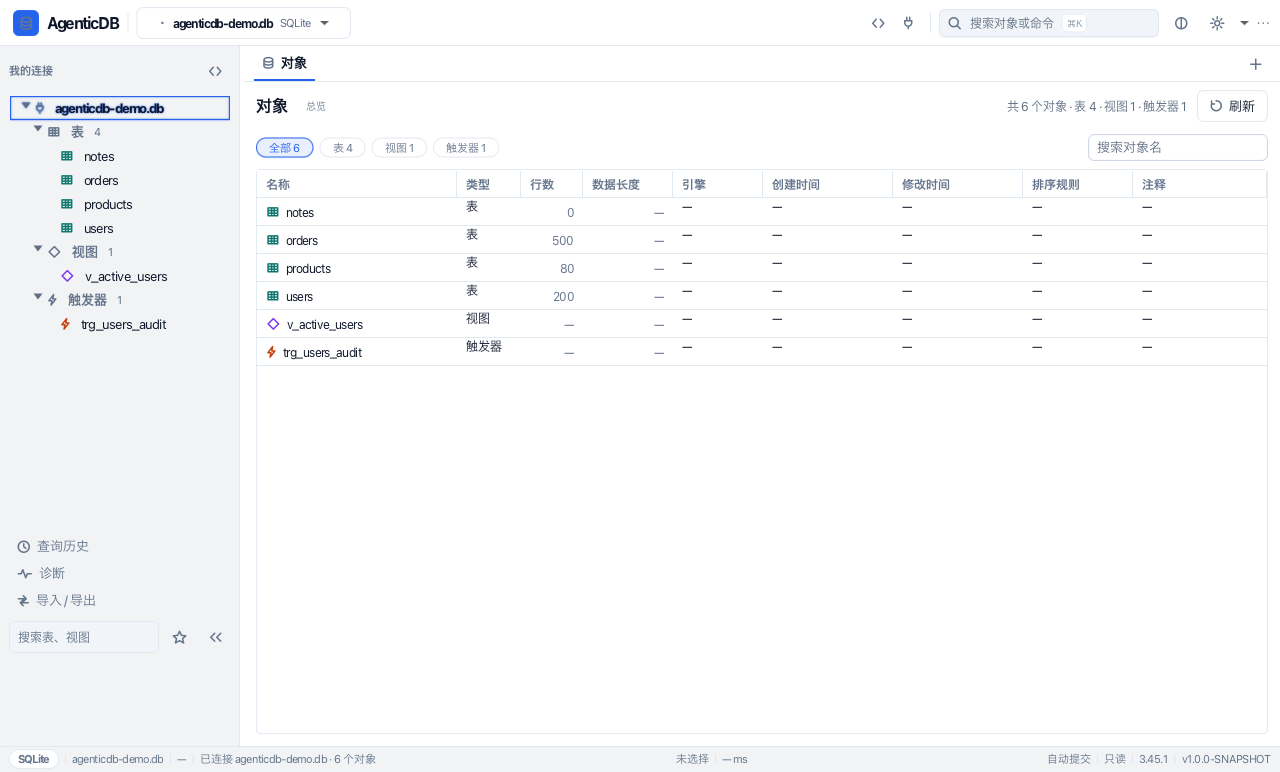 AgenticDB
agenticdb-demo.db SQLite
搜索对象或命令 ⌘K
我的连接
agenticdb-demo.db
表 4
notes
orders
products
users
视图 1
v_active_users
触发器 1
trg_users_audit
查询历史
诊断
导入/导出
搜索表、视图
对象
对象 总览
共 6 个对象 · 表 4 · 视图 1 · 触发器 1 刷新
全部 6 表 4 视图 1 触发器 1 搜索对象名
名称 类型 行数 数据长度 引擎 创建时间 修改时间 排序规则 注释
notes 表 0 — — — — — —
orders 表 500 — — — — — —
products 表 80 — — — — — —
users 表 200 — — — — — —
v_active_users 视图 — — — — — — —
trg_users_audit 触发器 — — — — — — —
SQLite agenticdb-demo.db — 已连接 agenticdb-demo.db · 6 个对象 未选择 — ms 自动提交 只读 3.45.1 v1.0.0-SNAPSHOT